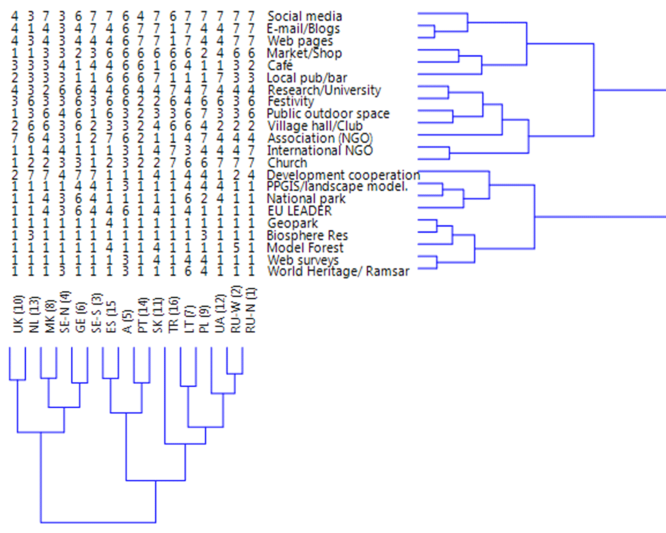 4 3 7 3 6 7 7 6 4 7 6 7 7 7 7 7 Social media
E-mail/Blogs
4 3 4 3 4 4 4 6 7 7 1 7 4 4 7 7 Web pages
1 1 3 3 2 3 6 6 6 6 6 6 2 4 6 6 Market/Shop
3 3 3 3 4 1 4 4 6 1 6 4 1 1 3 2 Café
2 3 3 3 1 1 6 6 6 7 1 1 1 7 3 3 Local pub/bar
4 3 2 6 6 4 4 6 4 4 7 6 4 4 4 7 Research/University
3 6 3 3 6 3 6 6 2 2 6 4 6 6 3 6 Festivity
1 3 6 4 6 1 6 3 2 3 3 6 7 3 3 6 Public outdoor space
2 6 6 3 6 2 3 3 2 4 6 6 4 2 2 2 Village hall/Club
7 6 4 3 1 2 7 6 2 1 1 4 7 4 4 4 Association (NGO)
1 1 4 4 4 1 1 3 1 4 7 3 4 4 4 7 International NGO
1 2 2 3 3 1 2 3 2 2 7 6 6 7 7 7 Church
2 7 7 4 7 7 1 1 1 1 4 4 4 1 2 4 Development cooperation
1 1 1 1 4 4 1 3 1 1 1 4 4 4 1 1 PPGIS/landscape model.
1 1 4 3 6 4 1 1 1 1 1 6 2 4 1 1 National park
1 1 4 3 6 4 4 6 1 4 1 4 1 1 1 1 EU LEADER
1 1 1 1 1 1 4 1 1 1 1 1 1 1 1 1 Geopark
1 3 1 1 1 1 1 1 1 1 1 1 3 1 1 1 Biosphere Res
1 1 1 1 1 1 4 1 1 4 1 4 1 1 5 1 Model Forest
1 1 1 1 1 1 1 3 1 4 1 4 4 1 1 1 Web surveys
1 1 1 3 1 1 1 3 1 1 1 6 4 1 1 1 World Heritage/ Ramsar
UK (10)
NL (13)
MK (8)
SE-N (4)
GE (6)
SE-S (3)
ES (15
A (5)
PT (14)
SK (11)
TR (16)
LT (7)
PL (9)
UA (12)
RU-W (2)
RU-N (1)